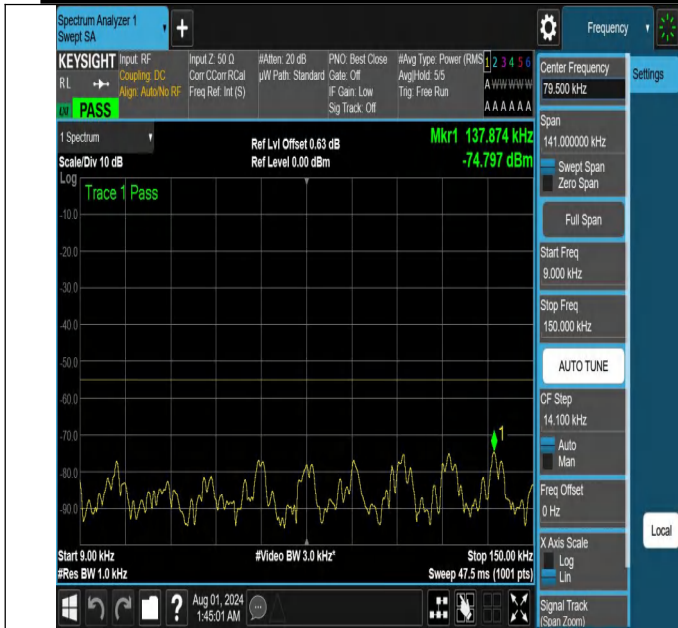 Spectrum Analyzer 1
Swept SA
+
Frequency
KEYSIGHT
RL
PASS
Input: RF
Coupling: DC
Align: Auto/No RF
Input Z: 50 Ω
Corr CCorr RCal
Freq Ref: Int (S)
#Atten: 20 dB
µW Path: Standard
PNO: Best Close
Gate: Off
IF Gain: Low
Sig Track: Off
#Avg Type: Power (RMS
Avg|Hold: 5/5
Trig: Free Run
1 2 3 4 5 6
A W W W W W
A A A A A A
Center Frequency
79.500 kHz
Settings
Span
141.000000 kHz
Swept Span
Zero Span
Full Span
Start Freq
9.000 kHz
Stop Freq
150.000 kHz
AUTO TUNE
CF Step
14.100 kHz
Auto
Man
Freq Offset
0 Hz
X Axis Scale
Log
Lin
Signal Track
(Span Zoom)
Local
1 Spectrum
Scale/Div 10 dB
Log
Ref Lvl Offset 0.63 dB
Ref Level 0.00 dBm
Mkr1 137.874 kHz
-74.797 dBm
Trace 1 Pass
-10.0
-20.0
-30.0
-40.0
-50.0
-60.0
-70.0
-80.0
-90.0
1
Start 9.00 kHz
#Res BW 1.0 kHz
#Video BW 3.0 kHz*
Stop 150.00 kHz
Sweep 47.5 ms (1001 pts)
?
Aug 01, 2024
1:45:01 AM